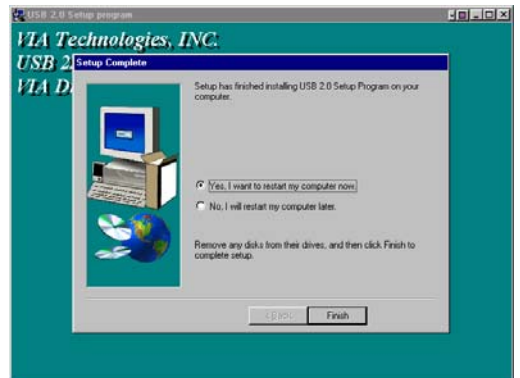 USB 2.0 Setup program
VIA Technologies, INC.
USB 2
VIA D
Setup Complete
Setup has finished installing USB 2.0 Setup Program on your
computer.
Yes, I want to restart my computer now.
No, I will restart my computer later.
Remove any disks from their drives, and then click Finish to
complete setup.
< Back
Finish